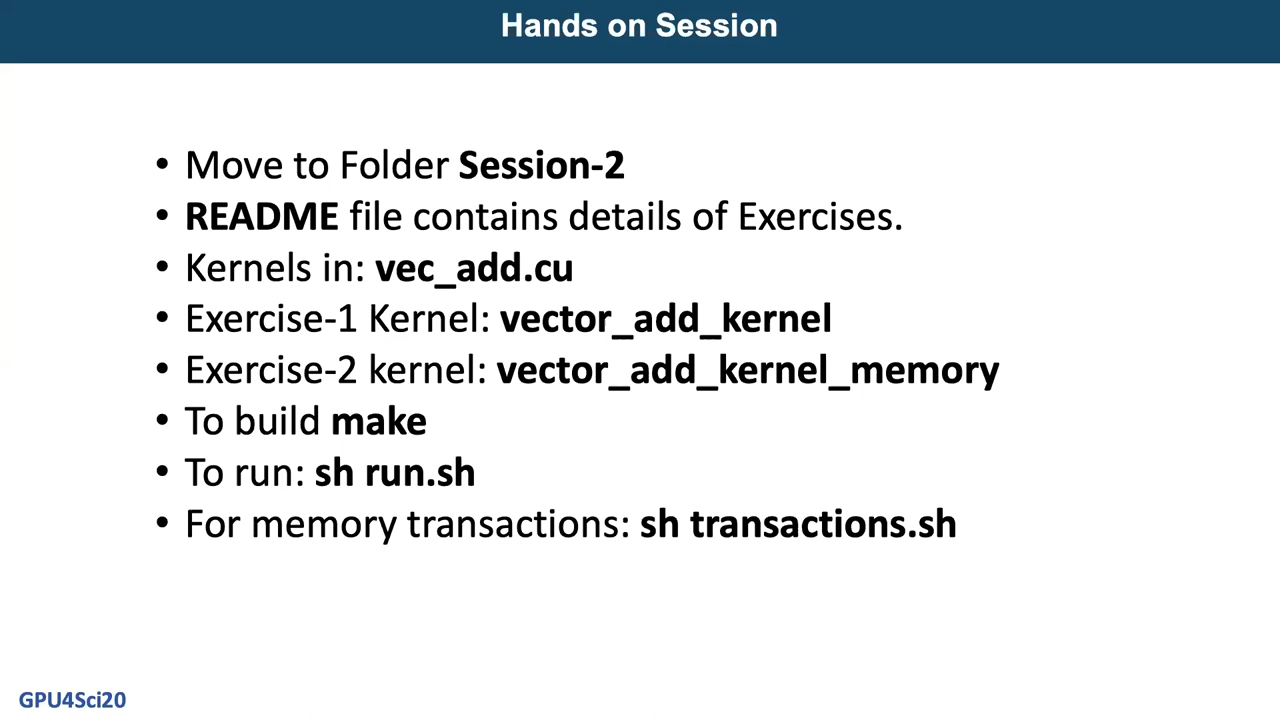 Hands on Session
• Move to Folder Session-2
• README file contains details of Exercises.
• Kernels in: vec_add.cu
• Exercise-1 Kernel: vector_add_kernel
• Exercise-2 kernel: vector_add_kernel_memory
• To build make
• To run: sh run.sh
• For memory transactions: sh transactions.sh
GPU4Sci20